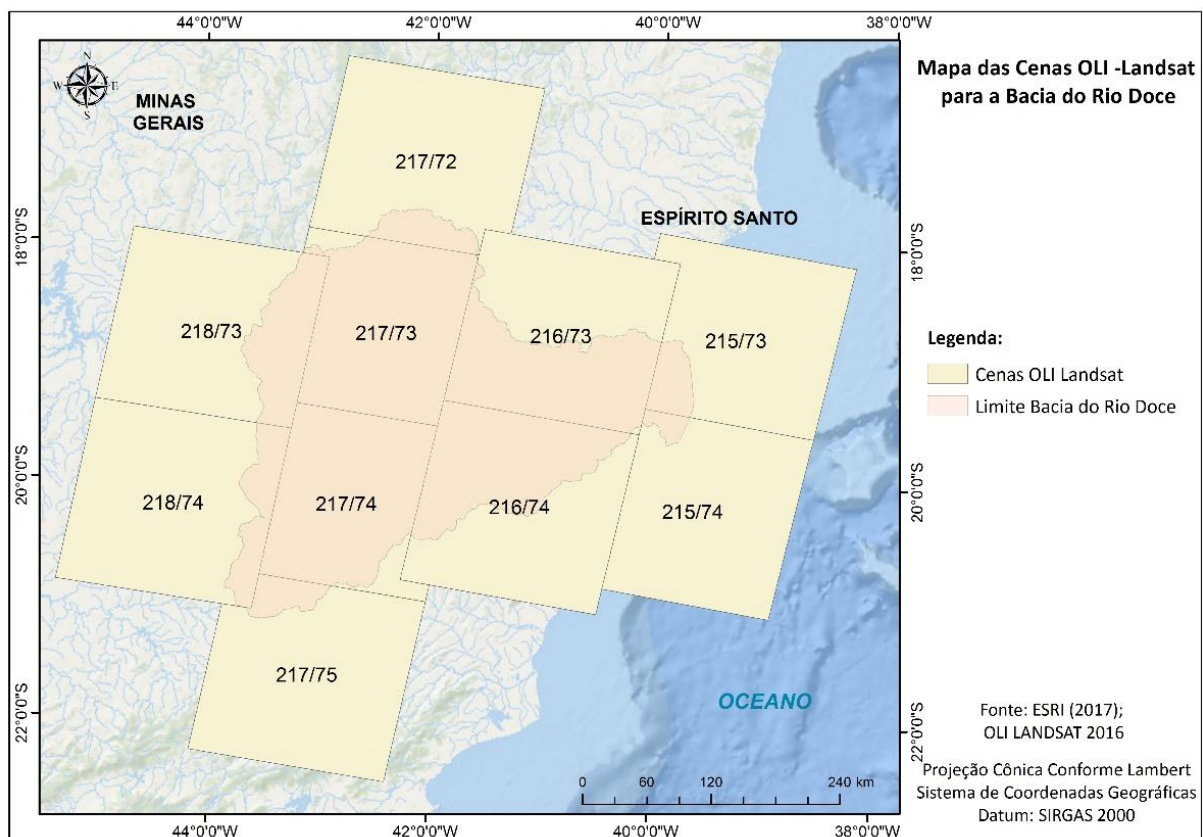 44°0'0"W 42°0'0"W 40°0'0"W 38°0'0"W
Mapa das Cenas OLI -Landsat
para a Bacia do Rio Doce
N
W E
S
MINAS
GERAIS
217/72
ESPÍRITO SANTO
18°0'0"S 18°0'0"S
218/73 217/73 216/73 215/73
Legenda:
Cenas OLI Landsat
Limite Bacia do Rio Doce
20°0'0"S 20°0'0"S
218/74 217/74 216/74 215/74
217/75
OCEANO
22°0'0"S 22°0'0"S
Fonte: ESRI (2017);
OLI LANDSAT 2016
0 60 120 240 km
Projeção Cônica Conforme Lambert
Sistema de Coordenadas Geográficas
Datum: SIRGAS 2000
44°0'0"W 42°0'0"W 40°0'0"W 38°0'0"W